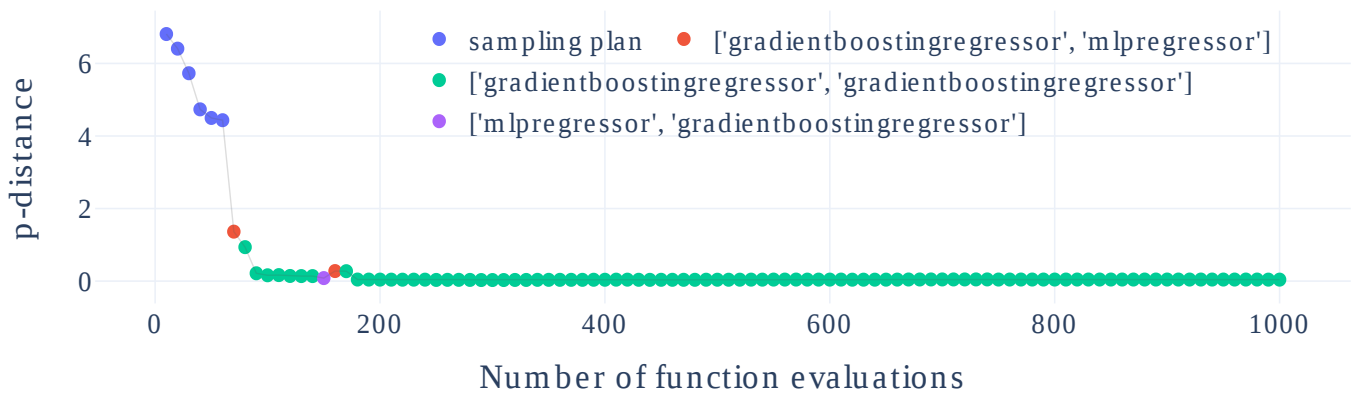 sampling plan ['gradientboostingregressor', 'mlpregressor']
['gradientboostingregressor', 'gradientboostingregressor']
['mlpregressor', 'gradientboostingregressor']
p-distance
6
4
2
0
0 200 400 600 800 1000
Number of function evaluations